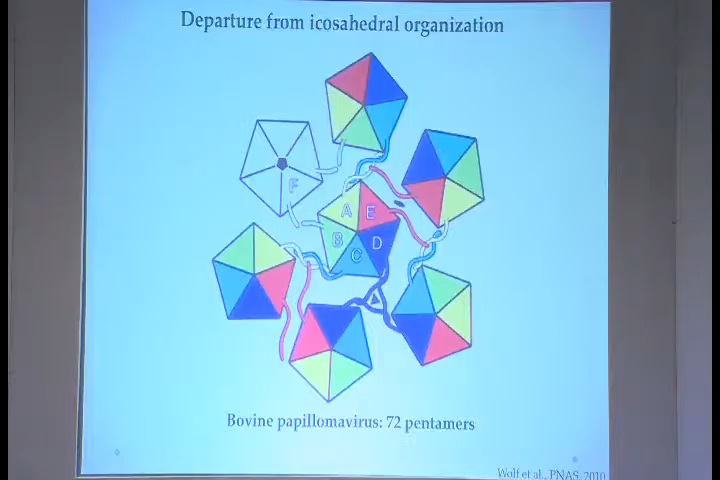 Departure from icosahedral organization
F
A E
B D
C
Bovine papillomavirus: 72 pentamers
Wolf et al., PNAS, 2010